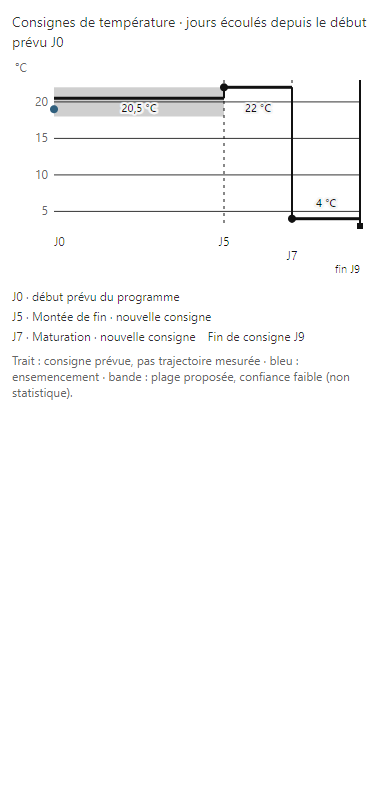 Consignes de température · jours écoulés depuis le début
prévu J0
°C
20
20,5 °C
22 °C
15
10
5
4 °C
J0
J5
J7
fin J9
J0 · début prévu du programme
J5 · Montée de fin · nouvelle consigne
J7 · Maturation · nouvelle consigne Fin de consigne J9
Trait : consigne prévue, pas trajectoire mesurée · bleu :
ensemencement · bande : plage proposée, confiance faible (non
statistique).